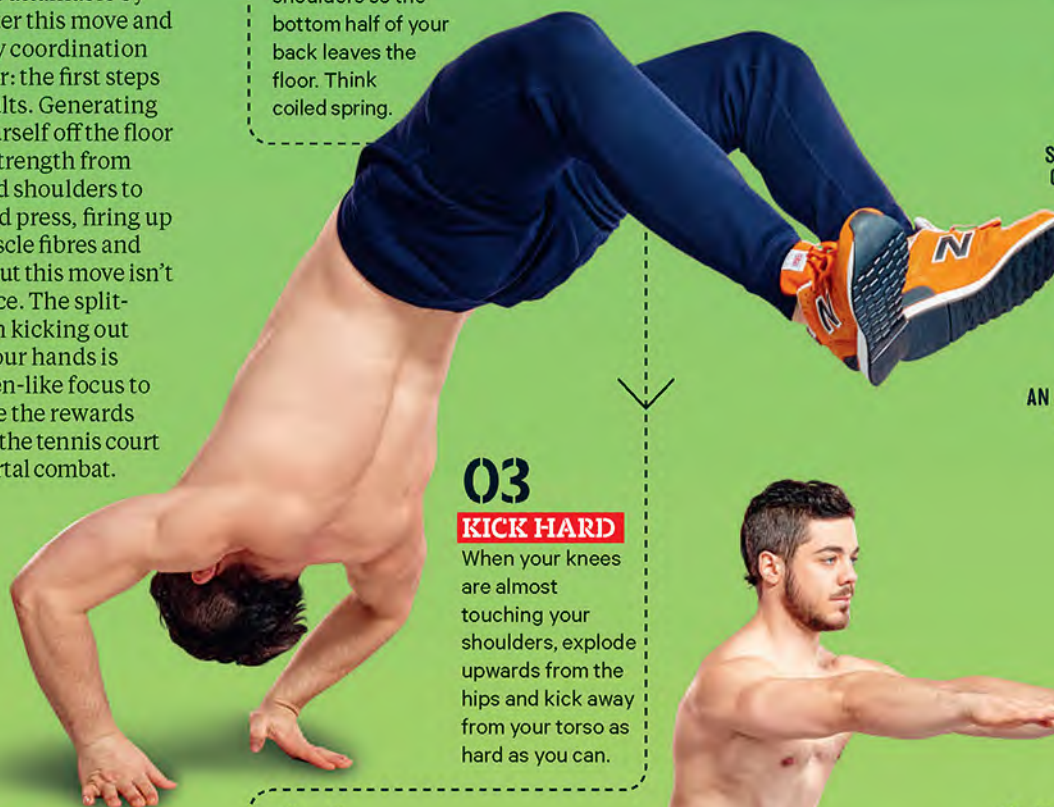 ter this move and
y coordination
r: the first steps
lts. Generating
rself off the floor
trength from
d shoulders to
d press, firing up
scle fibres and
ut this move isn't
ce. The split-
n kicking out
our hands is
en-like focus to
e the rewards
the tennis court
rtal combat.
bottom half of your
back leaves the
floor. Think
coiled spring.
03
KICK HARD
When your knees
are almost
touching your
shoulders, explode
upwards from the
hips and kick away
from your torso as
hard as you can.
N
N
S
AN